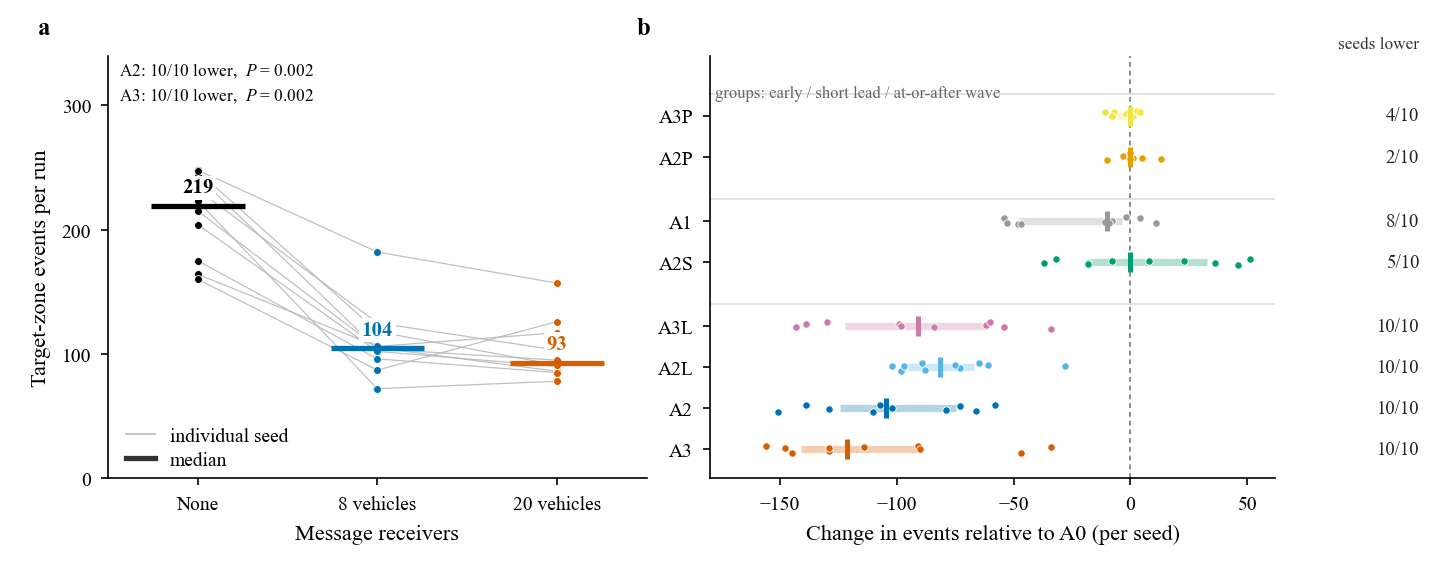 a
A2: 10/10 lower, P = 0.002
A3: 10/10 lower, P = 0.002
Target-zone events per run
300
200
100
0
219
104
93
individual seed
median
None
8 vehicles
20 vehicles
Message receivers
b
seeds lower
groups: early / short lead / at-or-after wave
A3P
4/10
A2P
2/10
A1
8/10
A2S
5/10
A3L
10/10
A2L
10/10
A2
10/10
A3
10/10
−150
−100
−50
0
50
Change in events relative to A0 (per seed)